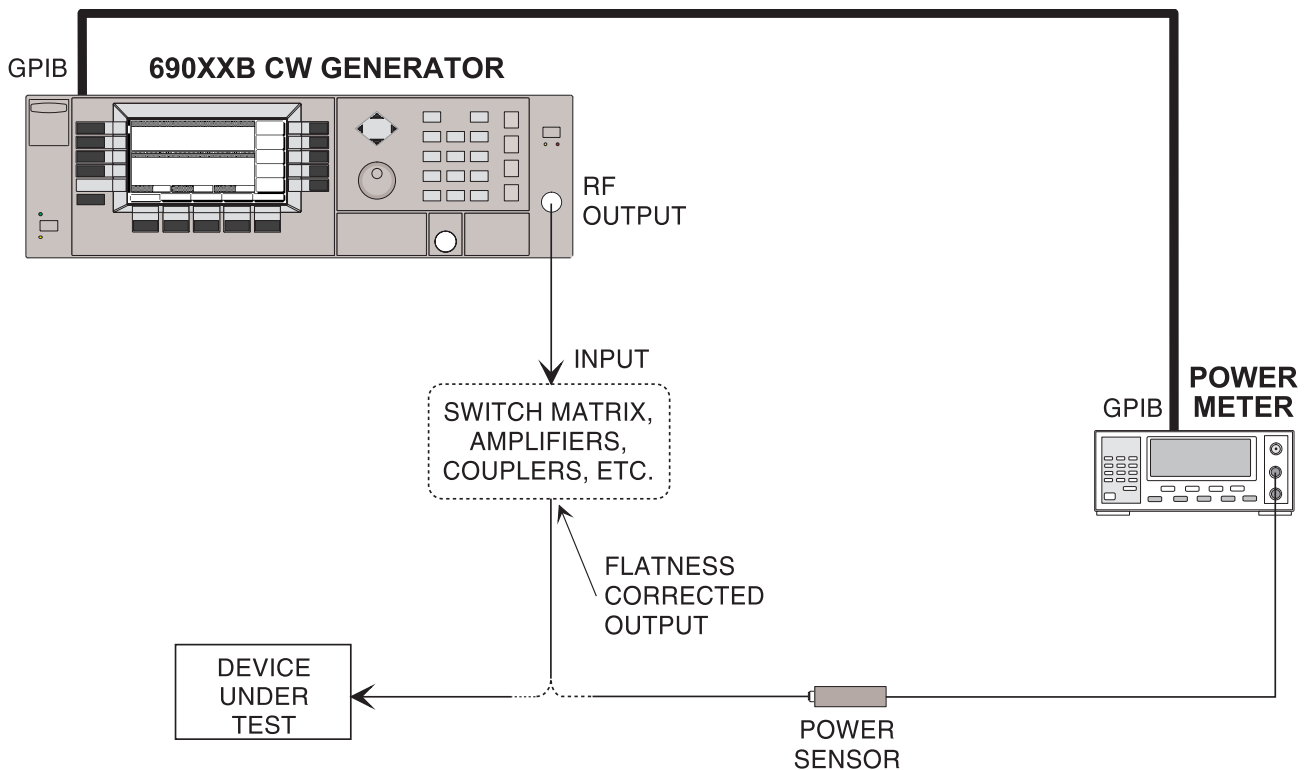 GPIB
690XXB CW GENERATOR
RF
OUTPUT
INPUT
SWITCH MATRIX,
AMPLIFIERS,
COUPLERS, ETC.
POWER
METER
GPIB
FLATNESS
CORRECTED
OUTPUT
DEVICE
UNDER
TEST
POWER
SENSOR